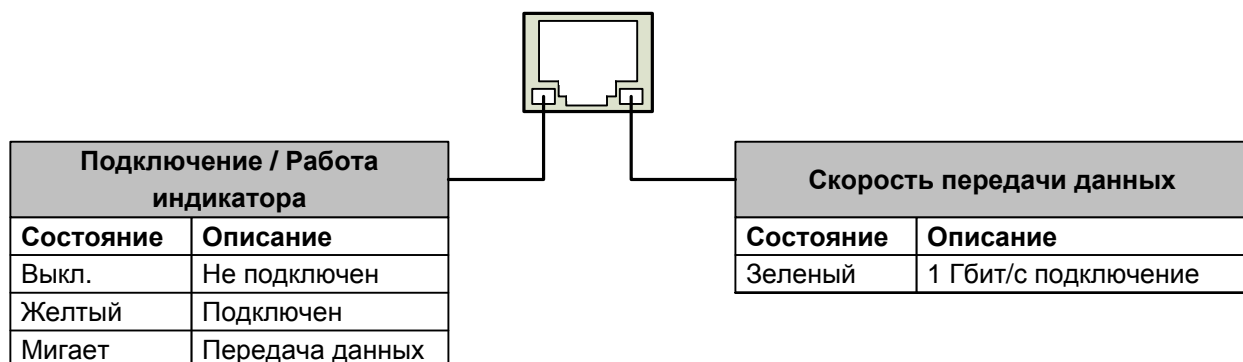 Подключение / Работа
индикатора
Состояние Описание
Выкл. Не подключен
Желтый Подключен
Мигает Передача данных
Скорость передачи данных
Состояние Описание
Зеленый 1 Гбит/с подключение